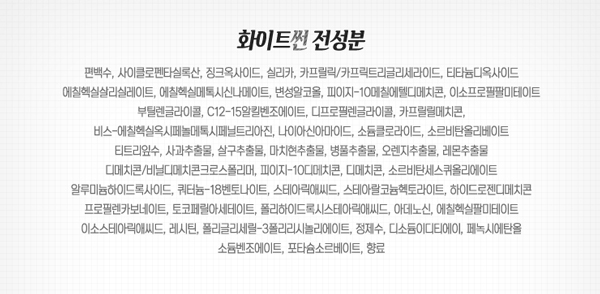 화이트썬 전성분
편백수, 사이클로펜타실록산, 징크옥사이드, 실리카, 카프릴릭/카프릭트리글리세라이드, 티타늄디옥사이드
에칠헥실살리실레이트, 에칠헥실메톡시신나메이트, 변성알코올, 피이지-10메칠에텔디메치콘, 이소프로필팔미테이트
부틸렌글라이콜, C12-15알킬벤조에이트, 디프로필렌글라이콜, 카프릴릴메치콘,
비스-에칠헥실옥시페놀메톡시페닐트리아진, 나이아신아마이드, 소듐클로라이드, 소르비탄올리베이트
티트리잎수, 사과추출물, 살구추출물, 마치현추출물, 병풀추출물, 오렌지추출물, 레몬추출물
디메치콘/비닐디메치콘크로스폴리머, 피이지-10디메치콘, 디메치콘, 소르비탄세스퀴올리에이트
알루미늄하이드록사이드, 쿼터늄-18벤토나이트, 스테아릭애씨드, 스테아랄코늄헥토라이트, 하이드로젠디메치콘
프로필렌카보네이트, 토코페릴아세테이트, 폴리하이드록시스테아릭애씨드, 아데노신, 에칠헥실팔미테이트
이소스테아릭애씨드, 레시틴, 폴리글리세릴-3폴리리시놀리에이트, 정제수, 디소듐이디티에이, 페녹시에탄올
소듐벤조에이트, 포타슘소르베이트, 향료